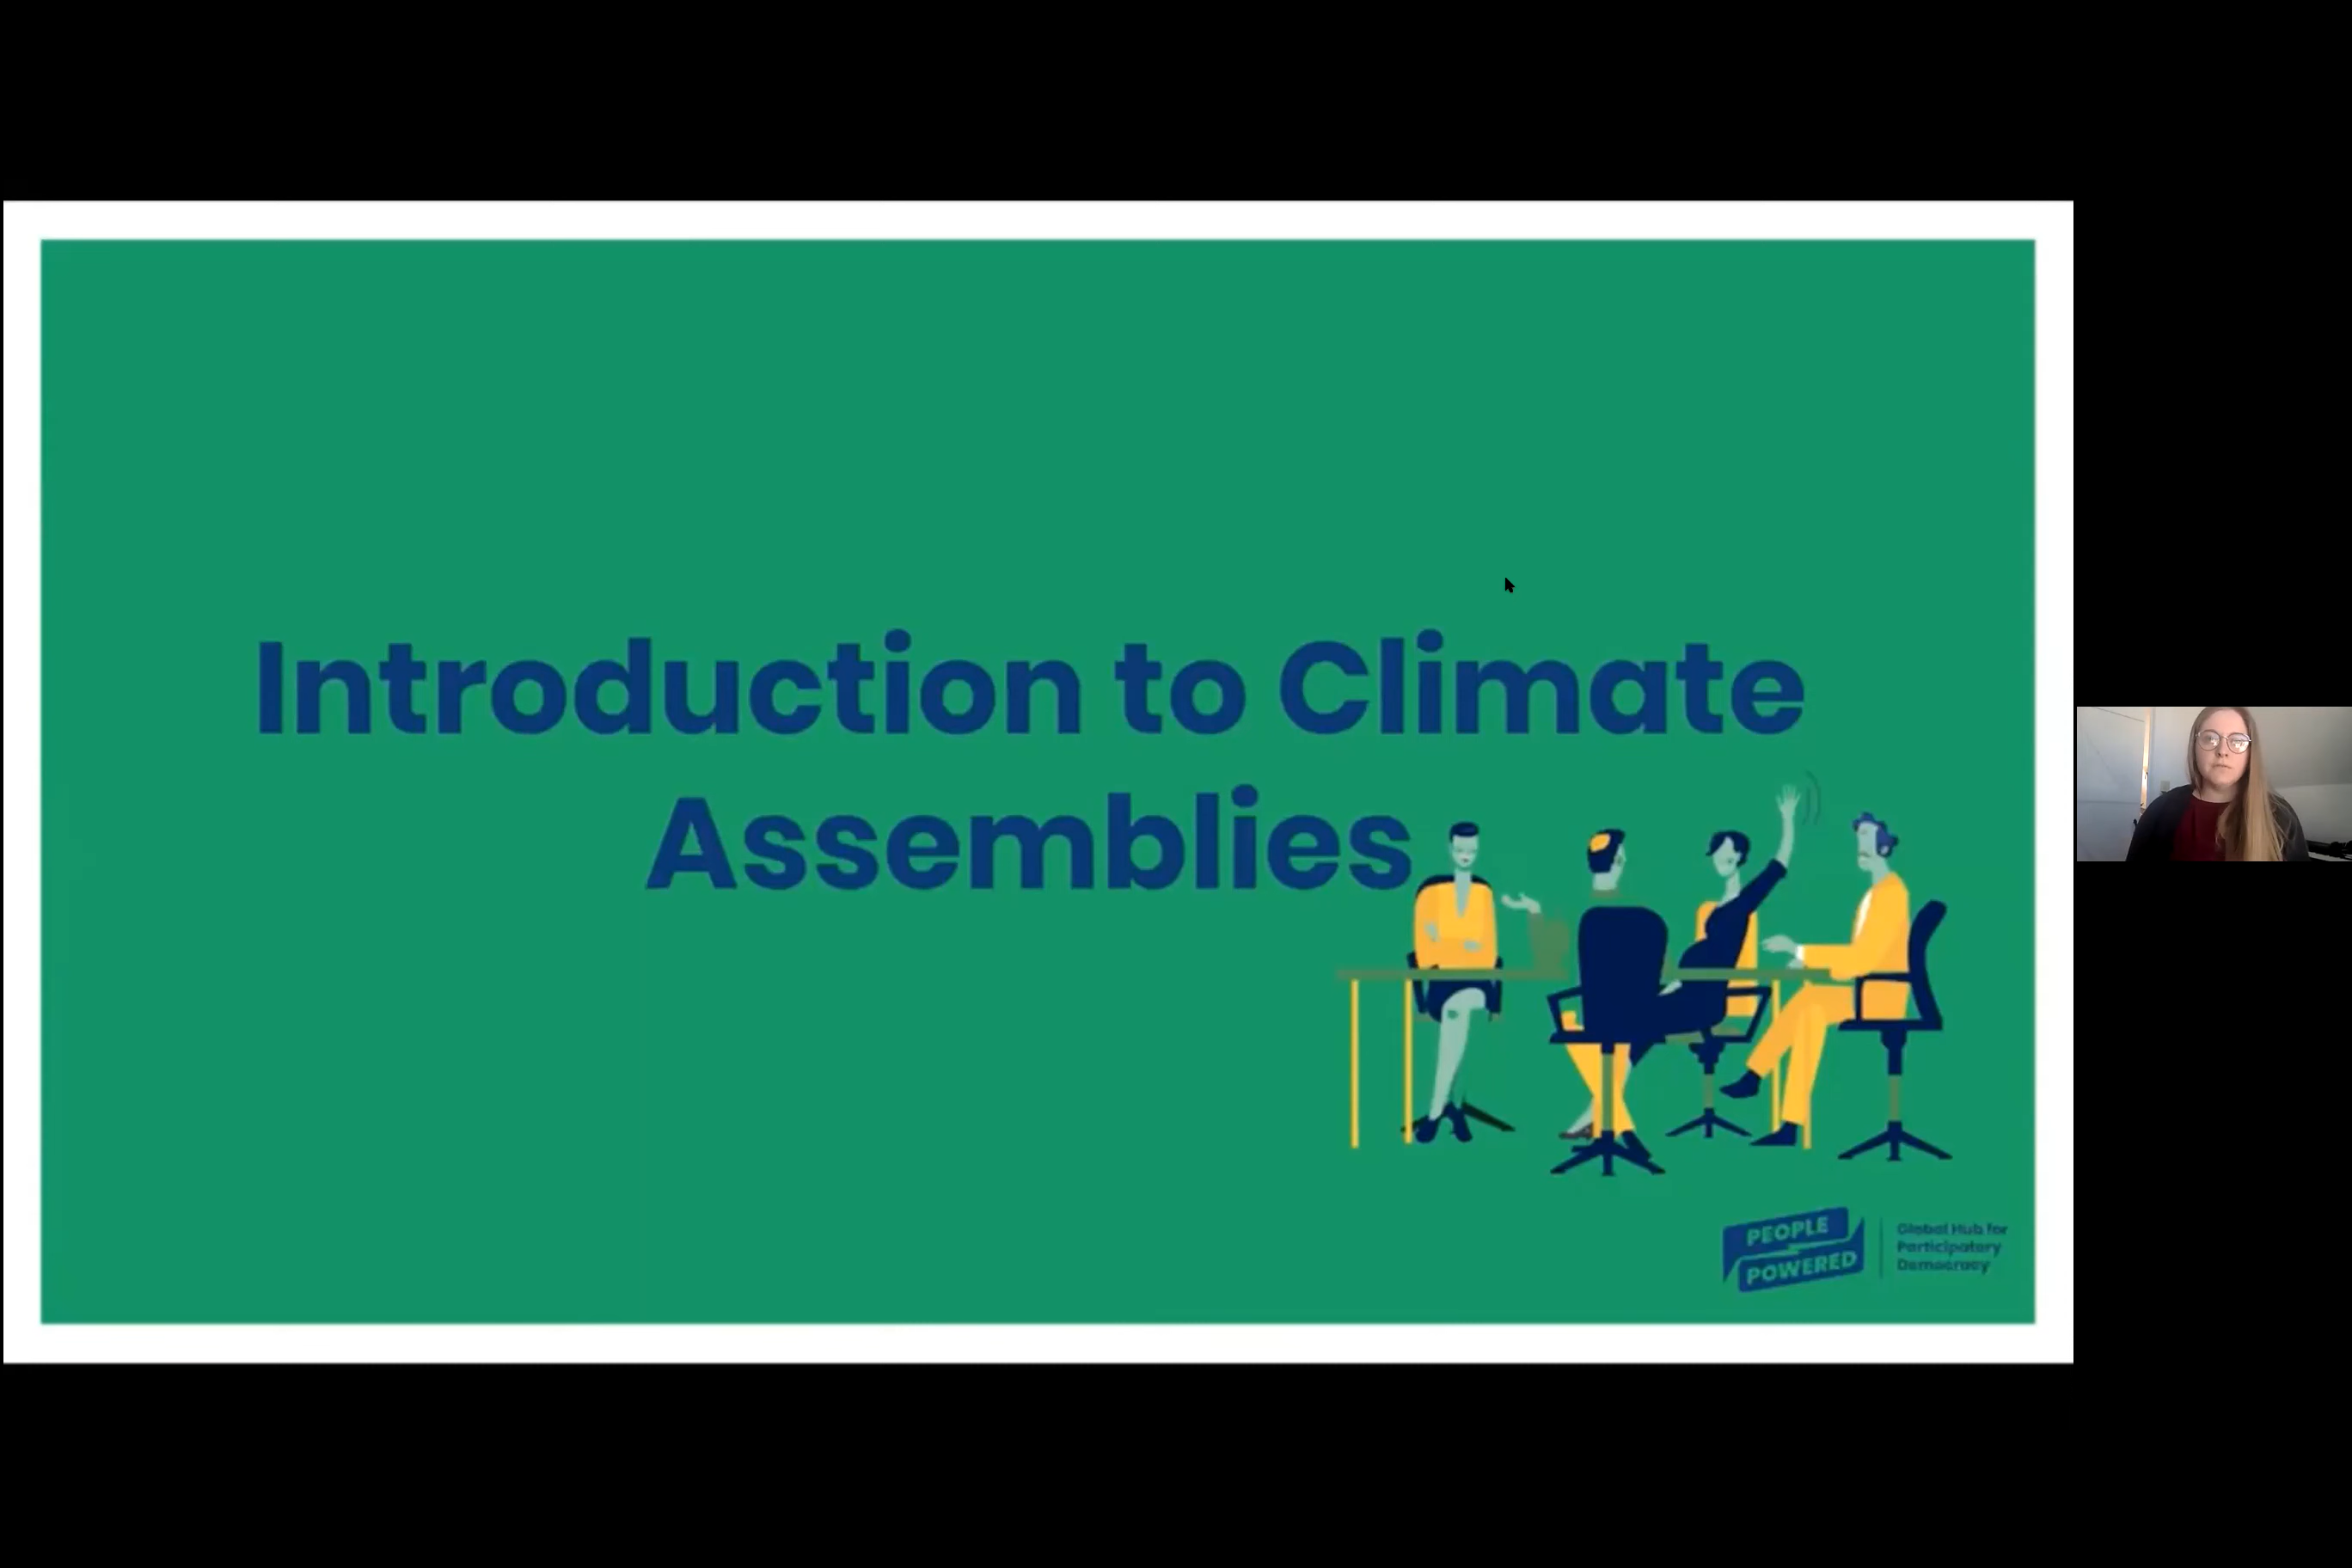 Introduction to Climate
Assemblies
PEOPLE
POWERED
Global Hub for
Participatory
Democracy